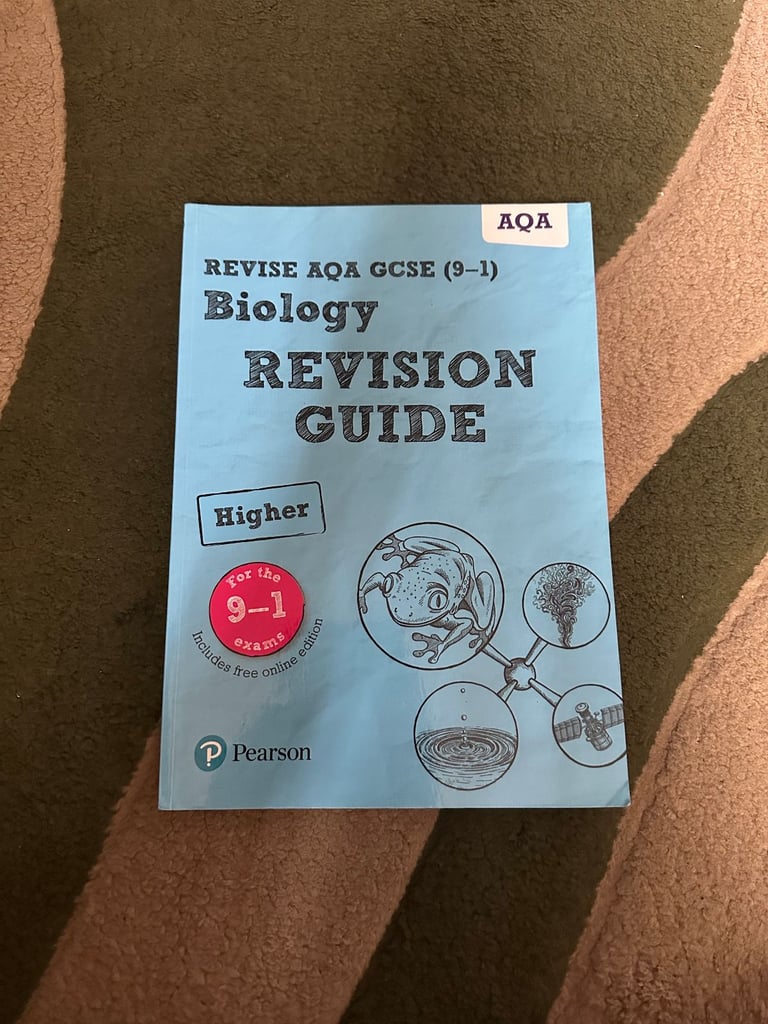 AQA
REVISE AQA GCSE (9–1)
Biology
REVISION
GUIDE
Higher
For the
9–1
exams
Includes free online edition
Pearson